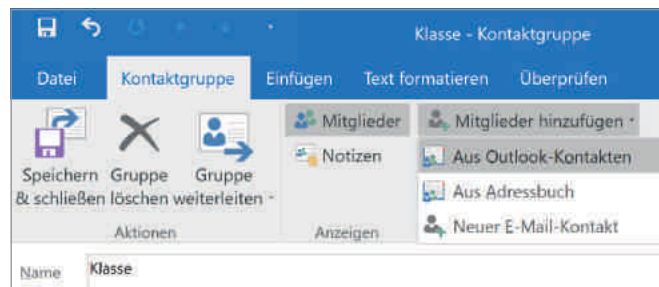 Klasse - Kontaktgruppe
Datei Kontaktgruppe Einfügen Text formatieren Überprüfen
Speichern & schließen
Gruppe löschen
Gruppe weiterleiten
Aktionen
Mitglieder
Notizen
Anzeigen
Mitglieder hinzufügen
Aus Outlook-Kontakten
Aus Adressbuch
Neuer E-Mail-Kontakt
Name Klasse